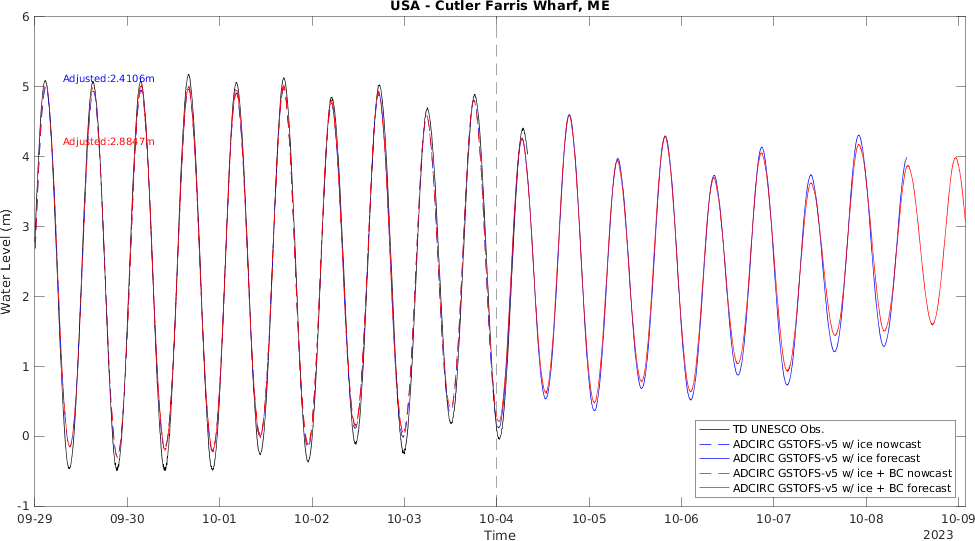 USA - Cutler Farris Wharf, ME
6
5
4
3
2
1
0
-1
Water Level (m)
Adjusted:2.4106m
Adjusted:2.8847m
TD UNESCO Obs.
ADCIRC GSTOFS-v5 w/ ice nowcast
ADCIRC GSTOFS-v5 w/ ice forecast
ADCIRC GSTOFS-v5 w/ ice + BC nowcast
ADCIRC GSTOFS-v5 w/ ice + BC forecast
09-29 09-30 10-01 10-02 10-03 10-04 10-05 10-06 10-07 10-08 10-09
Time
2023